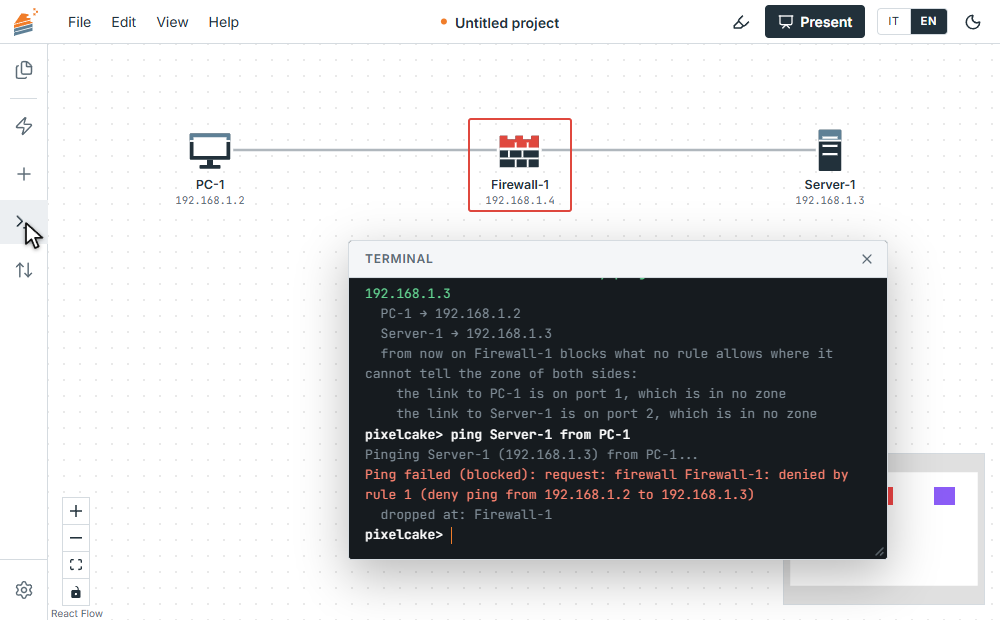 File Edit View Help
Untitled project
Present
IT EN
PC-1
192.168.1.2
Firewall-1
192.168.1.4
Server-1
192.168.1.3
TERMINAL
192.168.1.3
PC-1 → 192.168.1.2
Server-1 → 192.168.1.3
from now on Firewall-1 blocks what no rule allows where it
cannot tell the zone of both sides:
the link to PC-1 is on port 1, which is in no zone
the link to Server-1 is on port 2, which is in no zone
pixelcake> ping Server-1 from PC-1
Pinging Server-1 (192.168.1.3) from PC-1...
Ping failed (blocked): request: firewall Firewall-1: denied by
rule 1 (deny ping from 192.168.1.2 to 192.168.1.3)
dropped at: Firewall-1
pixelcake>
React Flow